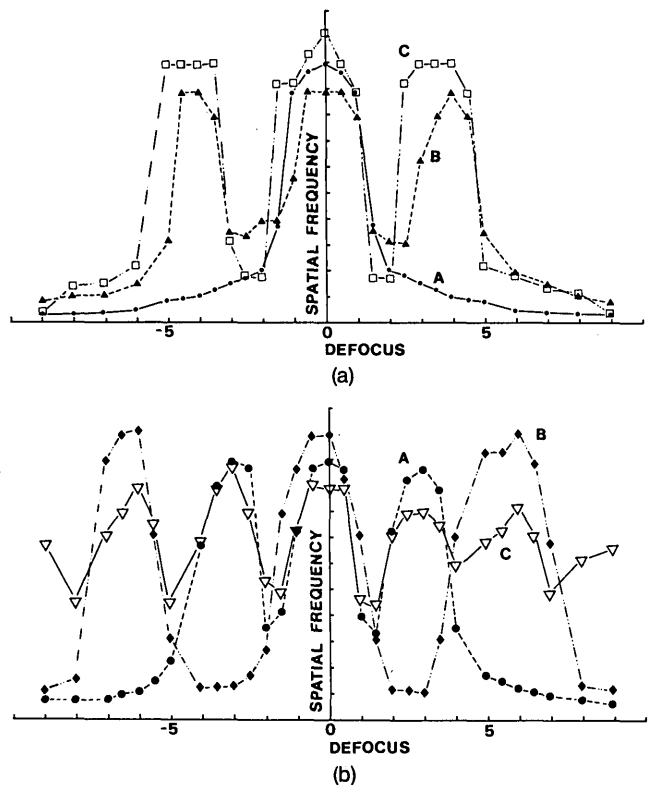 C
B
A
SPATIAL FREQUENCY
-5 0 5
DEFOCUS
(a)
A
B
C
SPATIAL FREQUENCY
-5 0 5
DEFOCUS
(b)